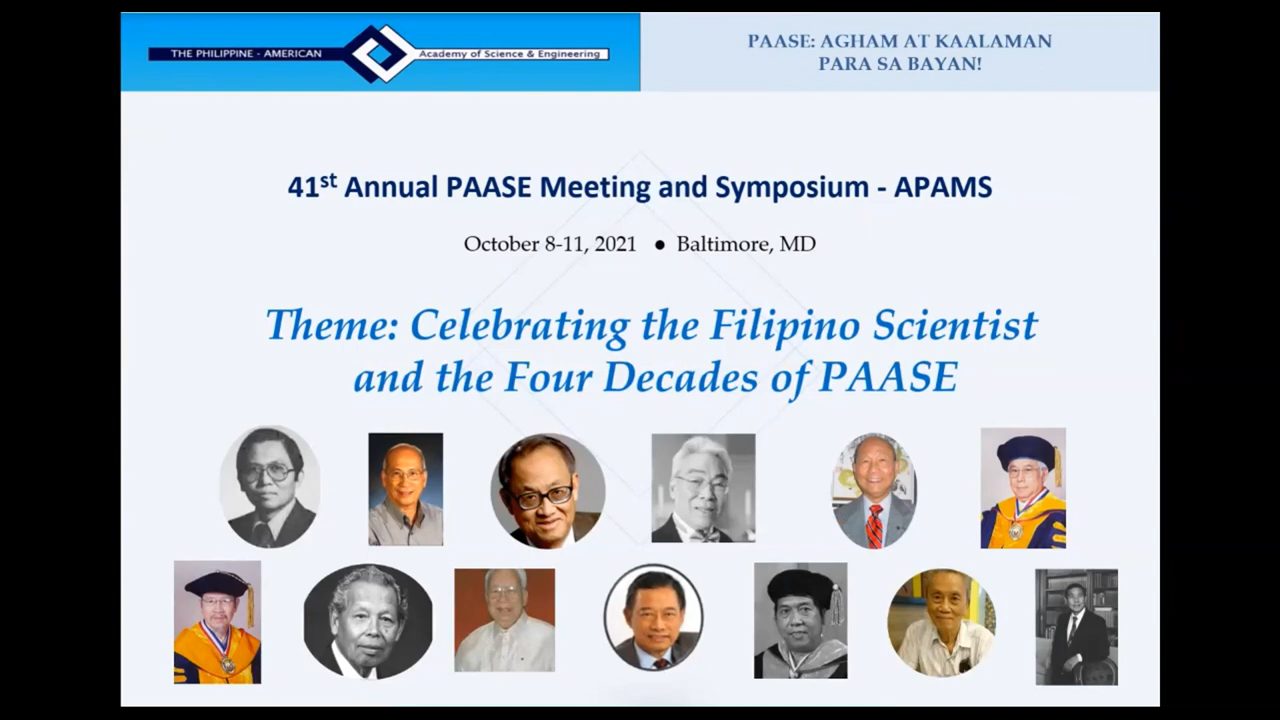 THE PHILIPPINE - AMERICAN Academy of Science & Engineering
PAASE: AGHAM AT KAALAMAN
PARA SA BAYAN!
41st Annual PAASE Meeting and Symposium - APAMS
October 8-11, 2021 ● Baltimore, MD
Theme: Celebrating the Filipino Scientist
and the Four Decades of PAASE